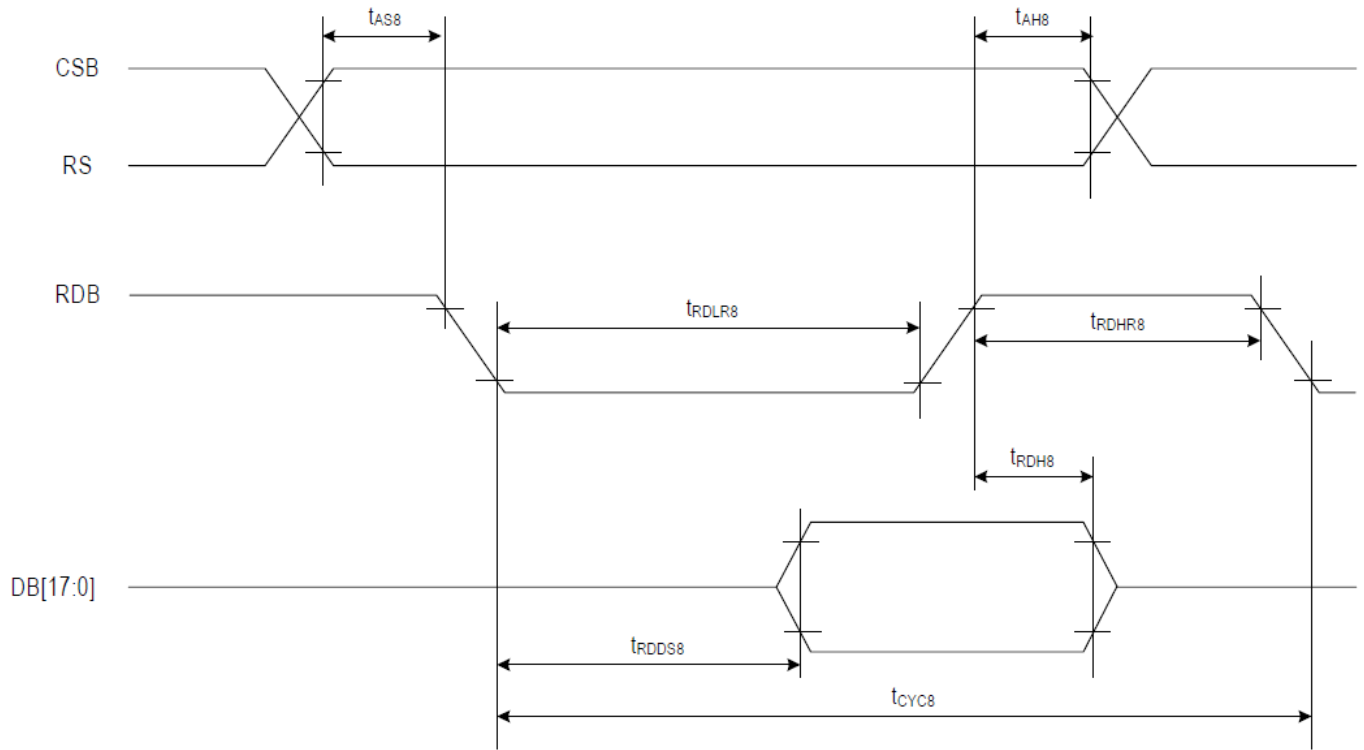 tAS8
tAH8
CSB
RS
RDB
tRDLR8
tRDHR8
tRDH8
DB[17:0]
tRDDS8
tCYC8